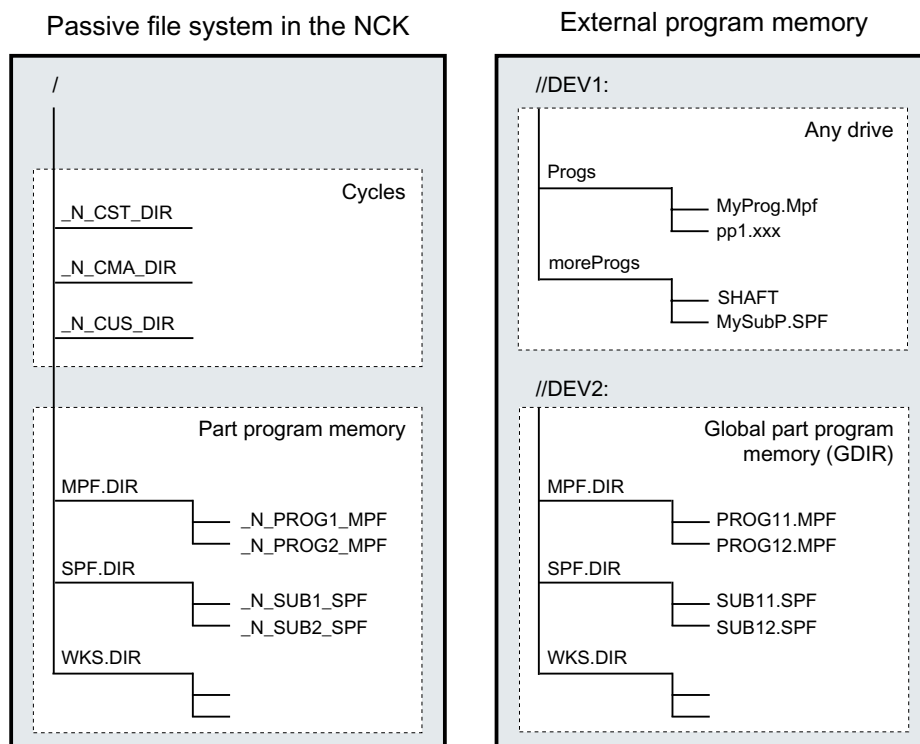 Passive file system in the NCK
/
Cycles
_N_CST_DIR
_N_CMA_DIR
_N_CUS_DIR
Part program memory
MPF.DIR
_N_PROG1_MPF
_N_PROG2_MPF
SPF.DIR
_N_SUB1_SPF
_N_SUB2_SPF
WKS.DIR
External program memory
//DEV1:
Any drive
Progs
MyProg.Mpf
pp1.xxx
moreProgs
SHAFT
MySubP.SPF
//DEV2:
Global part program
memory (GDIR)
MPF.DIR
PROG11.MPF
PROG12.MPF
SPF.DIR
SUB11.SPF
SUB12.SPF
WKS.DIR